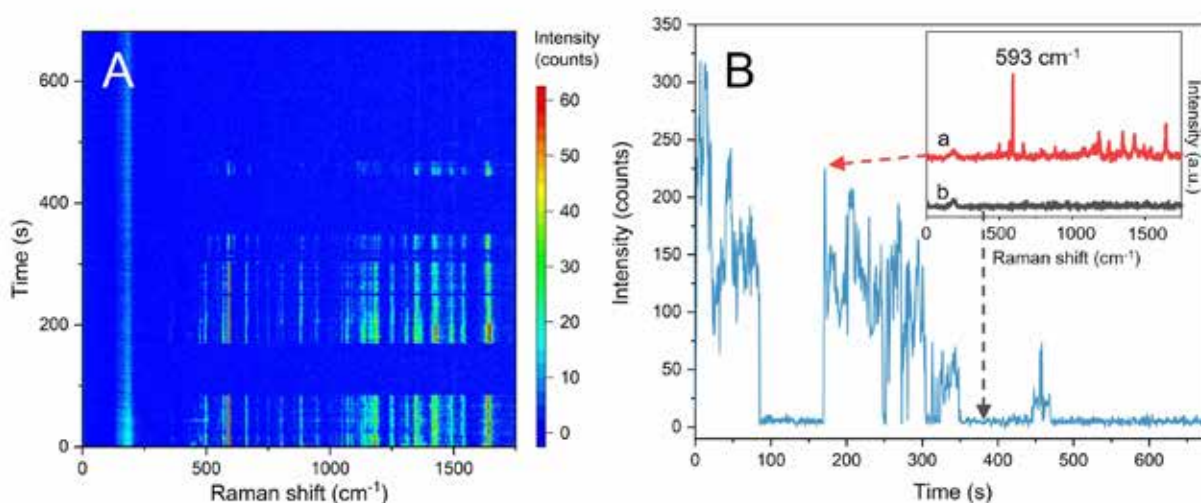 A
Intensity
(counts)
60
50
40
30
20
10
0
Time (s)
600
400
200
0
0
500
1000
1500
Raman shift (cm⁻¹)
B
Intensity (counts)
350
300
250
200
150
100
50
0
0
100
200
300
400
500
600
Time (s)
593 cm⁻¹
a
b
Intensity (a.u.)
0
500
1000
1500
Raman shift (cm⁻¹)